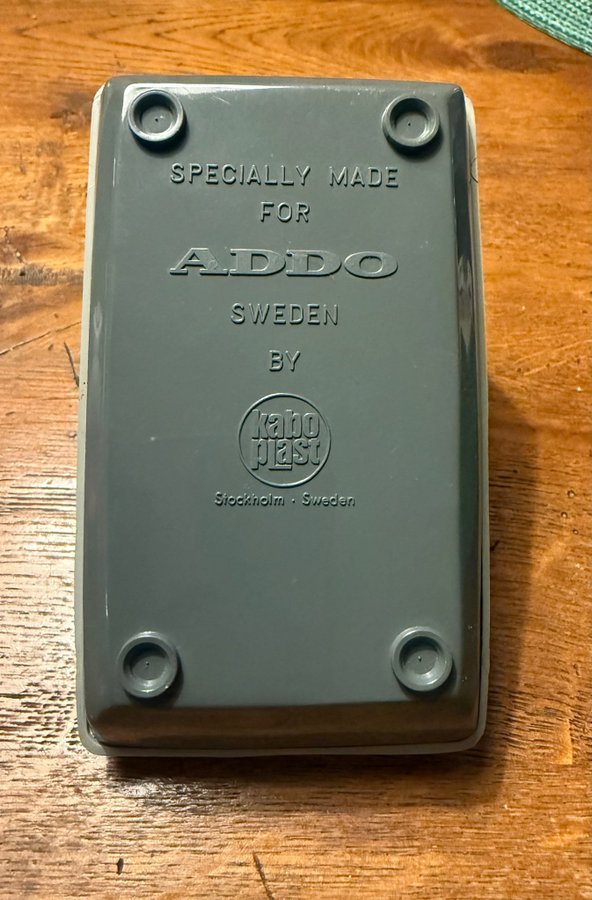 SPECIALLY MADE
FOR
ADDO
SWEDEN
BY
kabo
pLast
Stockholm · Sweden